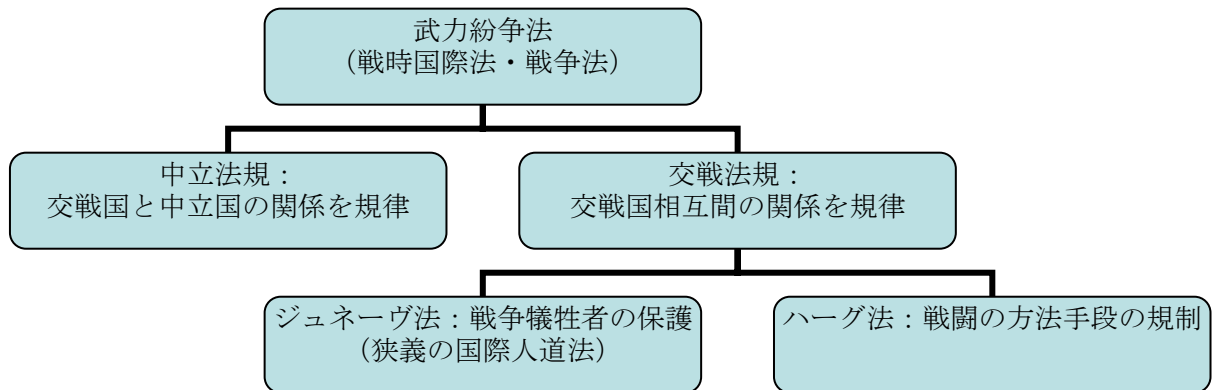 武力紛争法
（戦時国際法・戦争法）
中立法規：
交戦国と中立国の関係を規律
交戦法規：
交戦国相互間の関係を規律
ジュネーヴ法：戦争犠牲者の保護
（狭義の国際人道法）
ハーグ法：戦闘の方法手段の規制